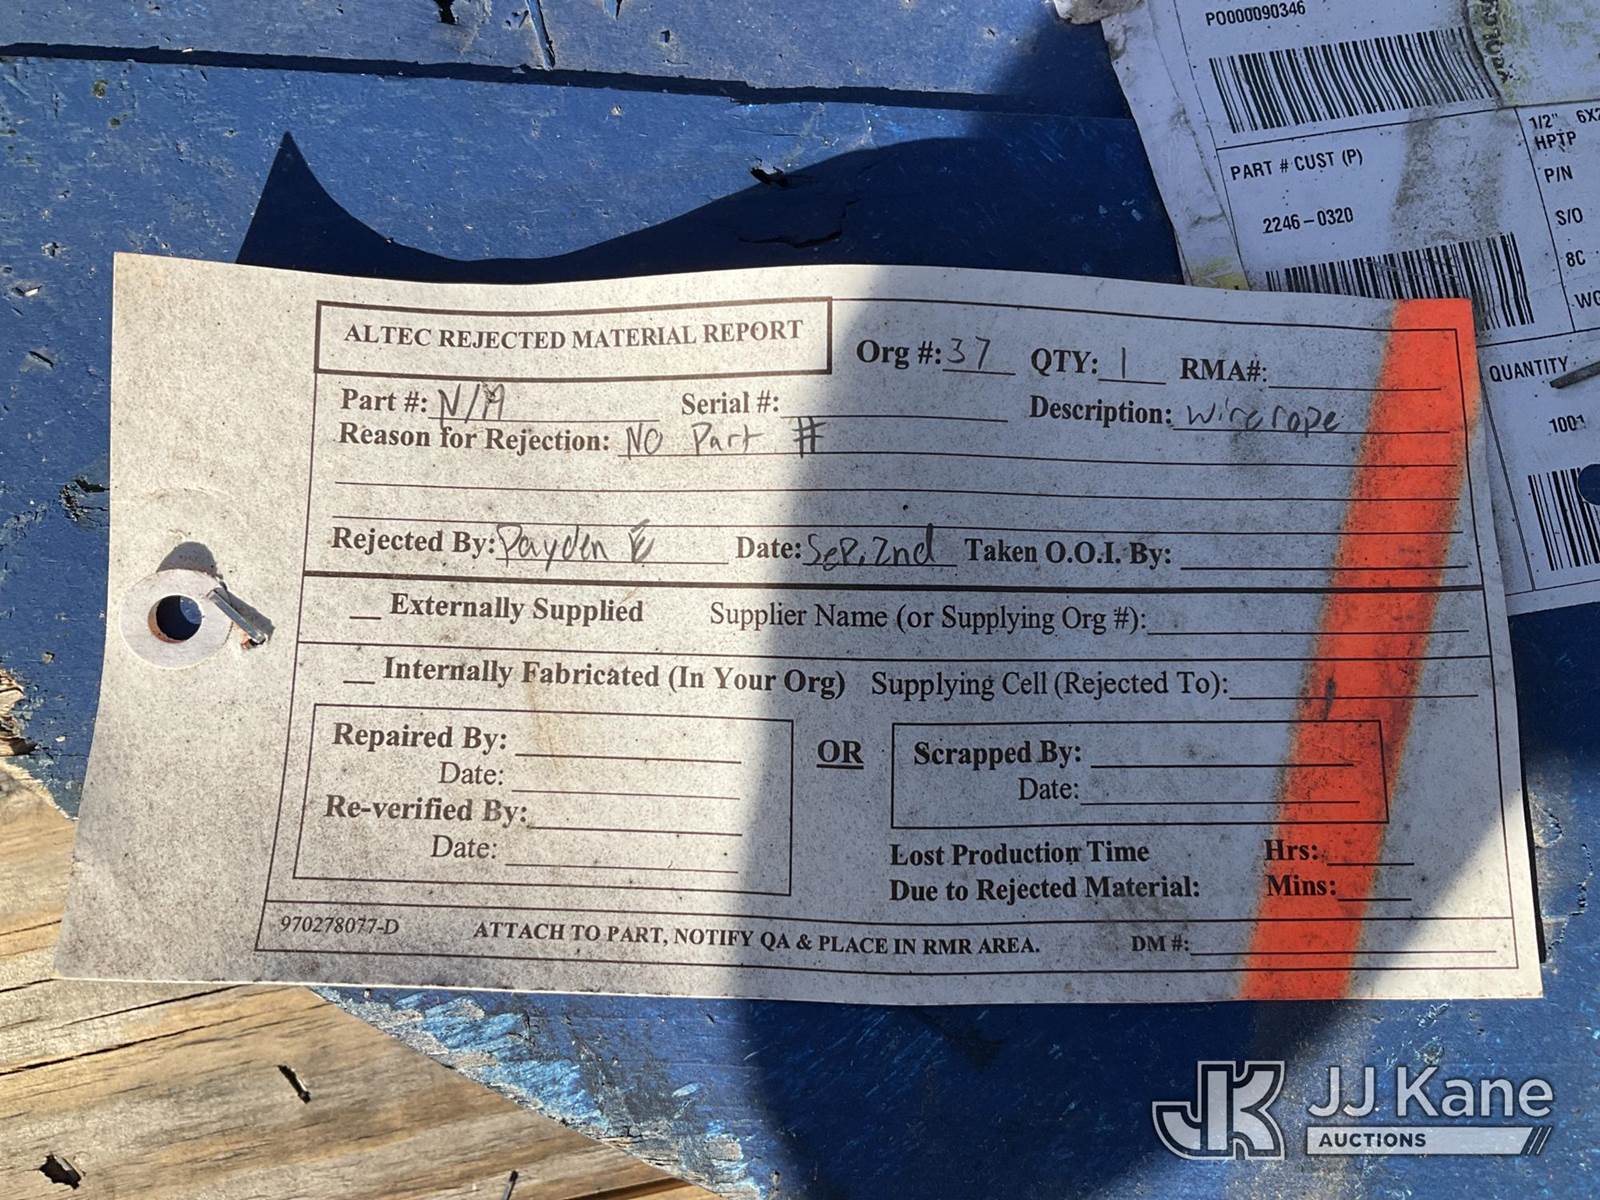 PO000090346
1/2" 6X2
HPTP
PART # CUST (P)
P/N
2246-0320
S/O
8C
QUANTITY
1001
ALTEC REJECTED MATERIAL REPORT Org #: 37 QTY: 1 RMA#:
Part #: N/A Serial #: Description: wirerope
Reason for Rejection: NO Part #
Rejected By: Payden E Date: Sep. 2nd Taken O.O.I. By:
Externally Supplied Supplier Name (or Supplying Org #):
Internally Fabricated (In Your Org) Supplying Cell (Rejected To):
Repaired By:
Date:
Re-verified By:
Date:
OR
Scrapped By:
Date:
Lost Production Time Hrs:
Due to Rejected Material: Mins:
970278077-D ATTACH TO PART, NOTIFY QA & PLACE IN RMR AREA. DM #:
JK JJ Kane
AUCTIONS